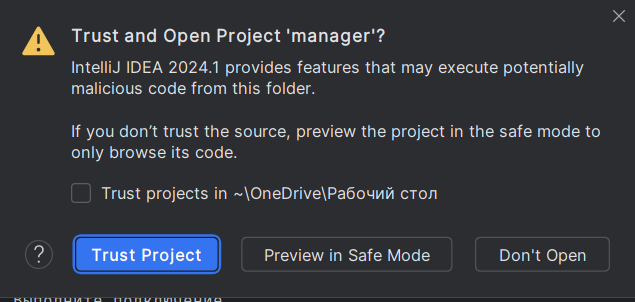 Trust and Open Project 'manager'?
IntelliJ IDEA 2024.1 provides features that may execute potentially
malicious code from this folder.
If you don’t trust the source, preview the project in the safe mode to
only browse its code.
Trust projects in ~\OneDrive\Рабочий стол
? Trust Project Preview in Safe Mode Don't Open
Выполните подключение